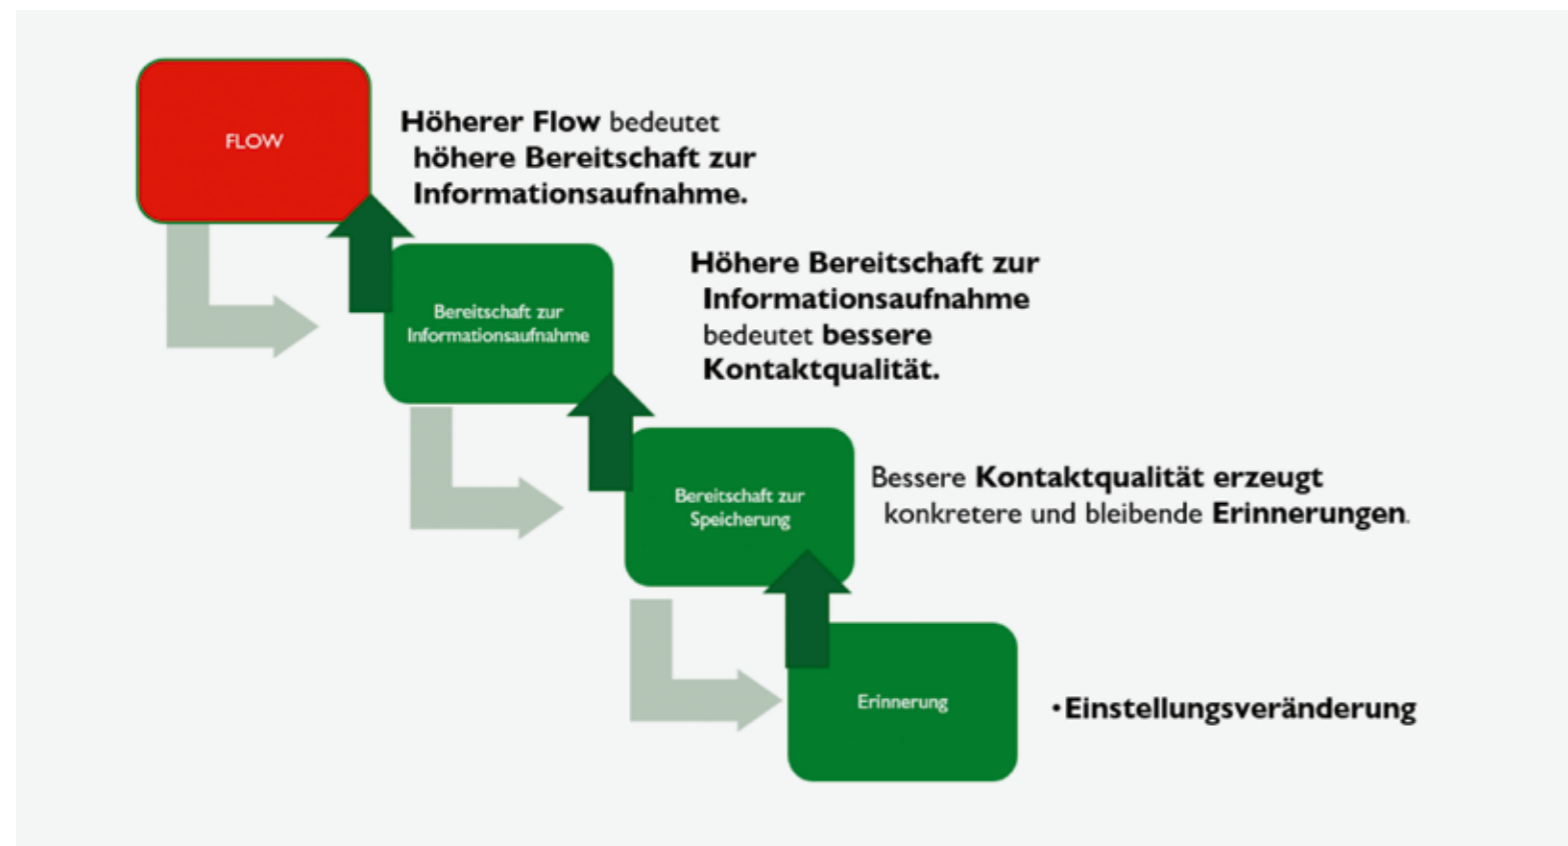 FLOW
Höherer Flow bedeutet
höhere Bereitschaft zur
Informationsaufnahme.
Bereitschaft zur
Informationsaufnahme
Höhere Bereitschaft zur
Informationsaufnahme
bedeutet bessere
Kontaktqualität.
Bereitschaft zur
Speicherung
Bessere Kontaktqualität erzeugt
konkretere und bleibende Erinnerungen.
Erinnerung
•Einstellungsveränderung